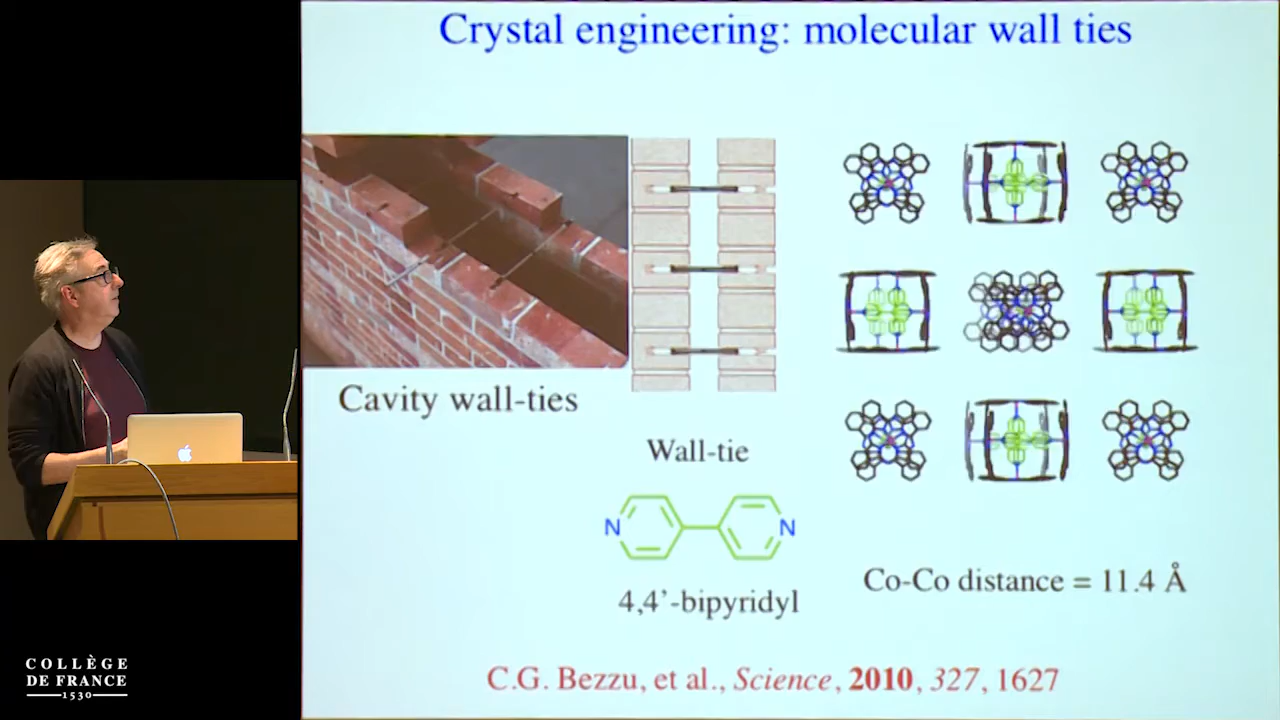 Crystal engineering: molecular wall ties
Cavity wall-ties
Wall-tie
N
N
4,4'-bipyridyl
Co-Co distance = 11.4 Å
C.G. Bezzu, et al., Science, 2010, 327, 1627
COLLÈGE
DE FRANCE
1530